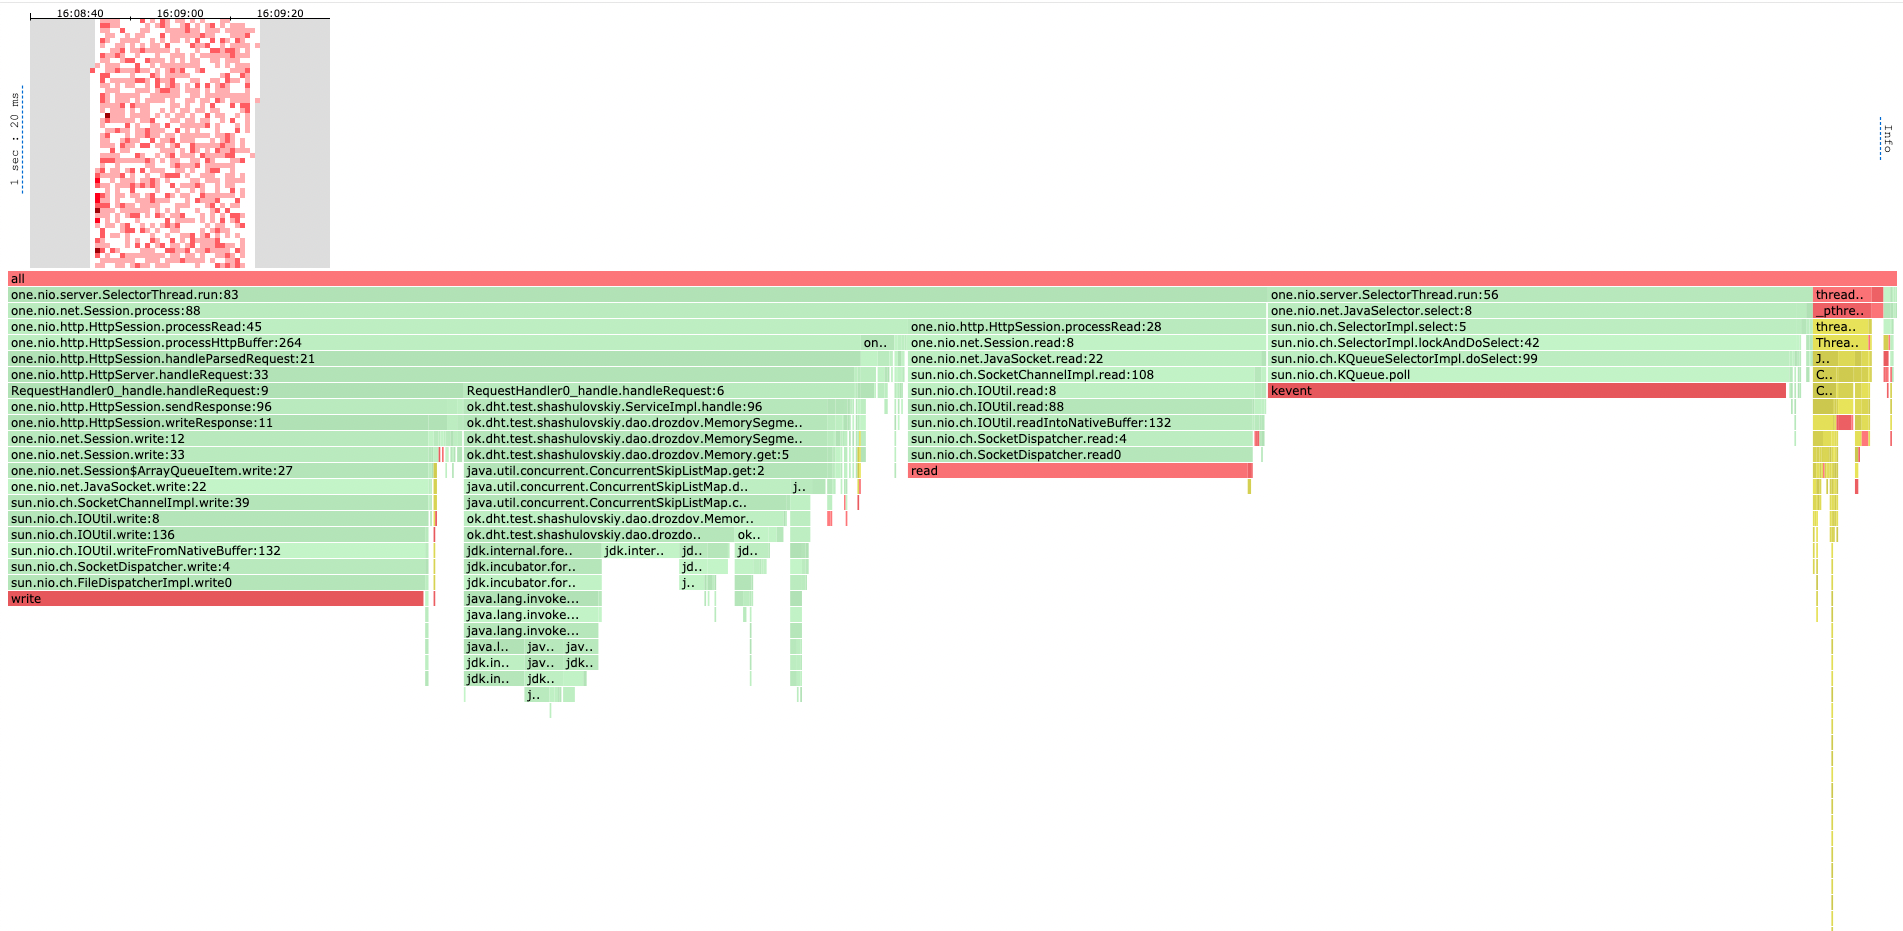 16:08:40 16:09:00 16:09:20
1 sec : 20 ms
Info
all
one.nio.server.SelectorThread.run:83 one.nio.server.SelectorThread.run:56 thread..
one.nio.net.Session.process:88 one.nio.net.JavaSelector.select:8 _pthre..
one.nio.http.HttpSession.processRead:45 one.nio.http.HttpSession.processRead:28 sun.nio.ch.SelectorImpl.select:5 threa..
one.nio.http.HttpSession.processHttpBuffer:264 on.. one.nio.net.Session.read:8 sun.nio.ch.SelectorImpl.lockAndDoSelect:42 Threa..
one.nio.http.HttpSession.handleParsedRequest:21 one.nio.net.JavaSocket.read:22 sun.nio.ch.KQueueSelectorImpl.doSelect:99 J..
one.nio.http.HttpServer.handleRequest:33 sun.nio.ch.SocketChannelImpl.read:108 sun.nio.ch.KQueue.poll C..
RequestHandler0_handle.handleRequest:9 RequestHandler0_handle.handleRequest:6 sun.nio.ch.IOUtil.read:8 kevent C..
one.nio.http.HttpSession.sendResponse:96 ok.dht.test.shashulovskiy.ServiceImpl.handle:96 sun.nio.ch.IOUtil.read:88
one.nio.http.HttpSession.writeResponse:11 ok.dht.test.shashulovskiy.dao.drozdov.MemorySegme.. sun.nio.ch.IOUtil.readIntoNativeBuffer:132
one.nio.net.Session.write:12 ok.dht.test.shashulovskiy.dao.drozdov.MemorySegme.. sun.nio.ch.SocketDispatcher.read:4
one.nio.net.Session.write:33 ok.dht.test.shashulovskiy.dao.drozdov.Memory.get:5 sun.nio.ch.SocketDispatcher.read0
one.nio.net.Session$ArrayQueueItem.write:27 java.util.concurrent.ConcurrentSkipListMap.get:2 read
one.nio.net.JavaSocket.write:22 java.util.concurrent.ConcurrentSkipListMap.d.. j..
sun.nio.ch.SocketChannelImpl.write:39 java.util.concurrent.ConcurrentSkipListMap.c..
sun.nio.ch.IOUtil.write:8 ok.dht.test.shashulovskiy.dao.drozdov.Memor..
sun.nio.ch.IOUtil.write:136 ok.dht.test.shashulovskiy.dao.drozdo.. ok..
sun.nio.ch.IOUtil.writeFromNativeBuffer:132 jdk.internal.fore.. jdk.inter.. jd.. jd..
sun.nio.ch.SocketDispatcher.write:4 jdk.incubator.for.. jd..
sun.nio.ch.FileDispatcherImpl.write0 jdk.incubator.for.. j..
write java.lang.invoke...
java.lang.invoke...
java.lang.invoke...
java.l.. jav.. jav..
jdk.in.. jav.. jdk..
jdk.in.. jdk..
j..